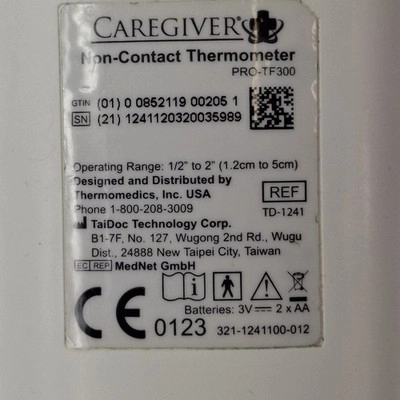 CAREGIVER
Non-Contact Thermometer
PRO-TF300
GTIN (01) 0 0852119 00205 1
SN (21) 1241120320035989
Operating Range: 1/2" to 2" (1.2cm to 5cm)
Designed and Distributed by
Thermomedics, Inc. USA
REF
Phone 1-800-208-3009
TD-1241
TaiDoc Technology Corp.
B1-7F, No. 127, Wugong 2nd Rd., Wugu
Dist., 24888 New Taipei City, Taiwan
EC REP MedNet GmbH
i
Batteries: 3V 2 x AA
CE 0123 321-1241100-012